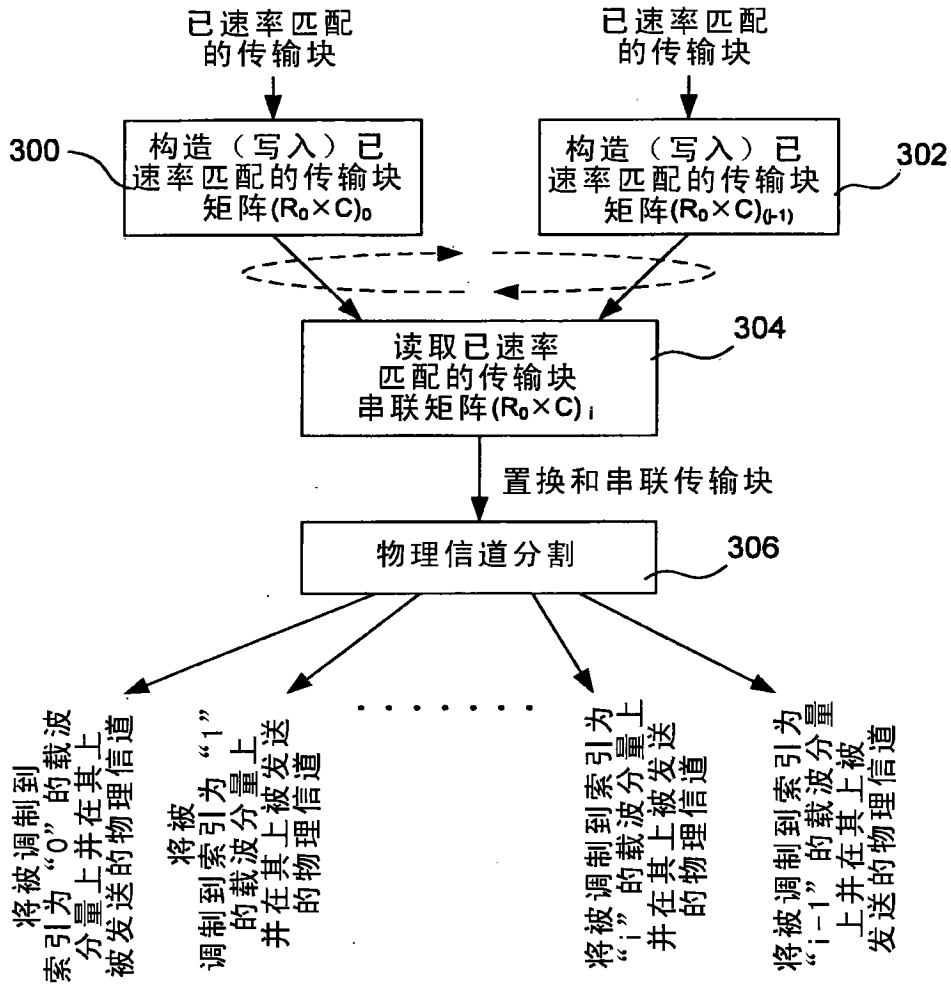 已速率匹配
的传输块
已速率匹配
的传输块
300
构造（写入）已
速率匹配的传输块
矩阵(R₀×C)₀
构造（写入）已
速率匹配的传输块
矩阵(R₀×C)₍ᵢ₋₁₎
302
读取已速率
匹配的传输块
串联矩阵(R₀×C) ᵢ
304
置换和串联传输块
物理信道分割
306
将被调制到
索引为“0”的载波
分量上并在其上
被发送的物理信道
将被
调制到索引为“1”
的载波分量上
并在其上被发送
的物理信道
.......
将被调制到索引为
“i”的载波分量上
并在其上被发送
的物理信道
将被调制到索引为
“i-1”的载波分量
上并在其上被
发送的物理信道